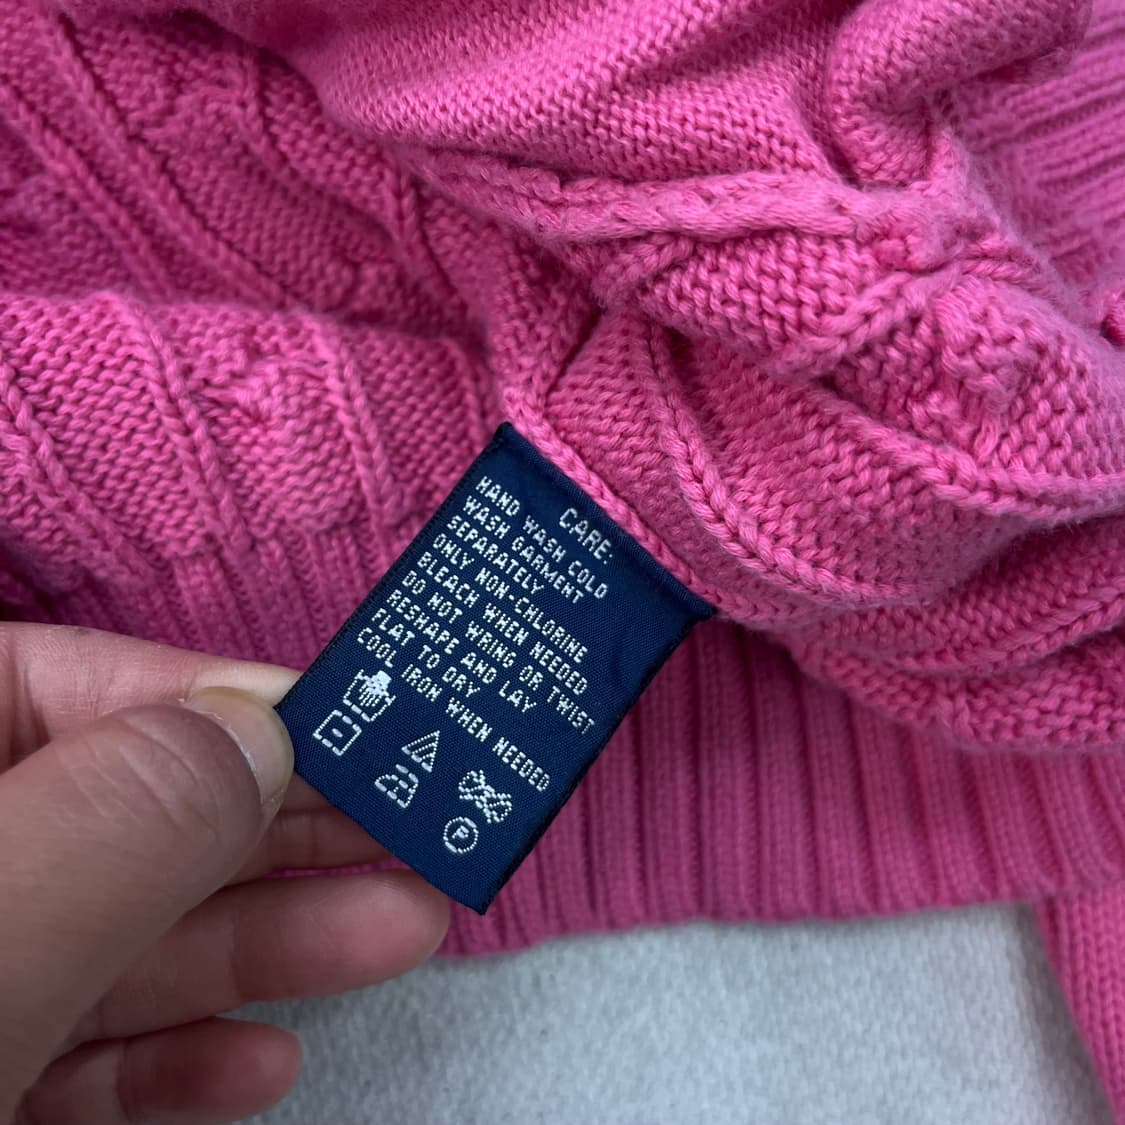 CARE:
HAND WASH COLD
WASH GARMENT
SEPARATELY
ONLY NON-CHLORINE
BLEACH WHEN NEEDED
DO NOT WRING OR TWIST
RESHAPE AND LAY
FLAT TO DRY
COOL IRON WHEN NEEDED
P